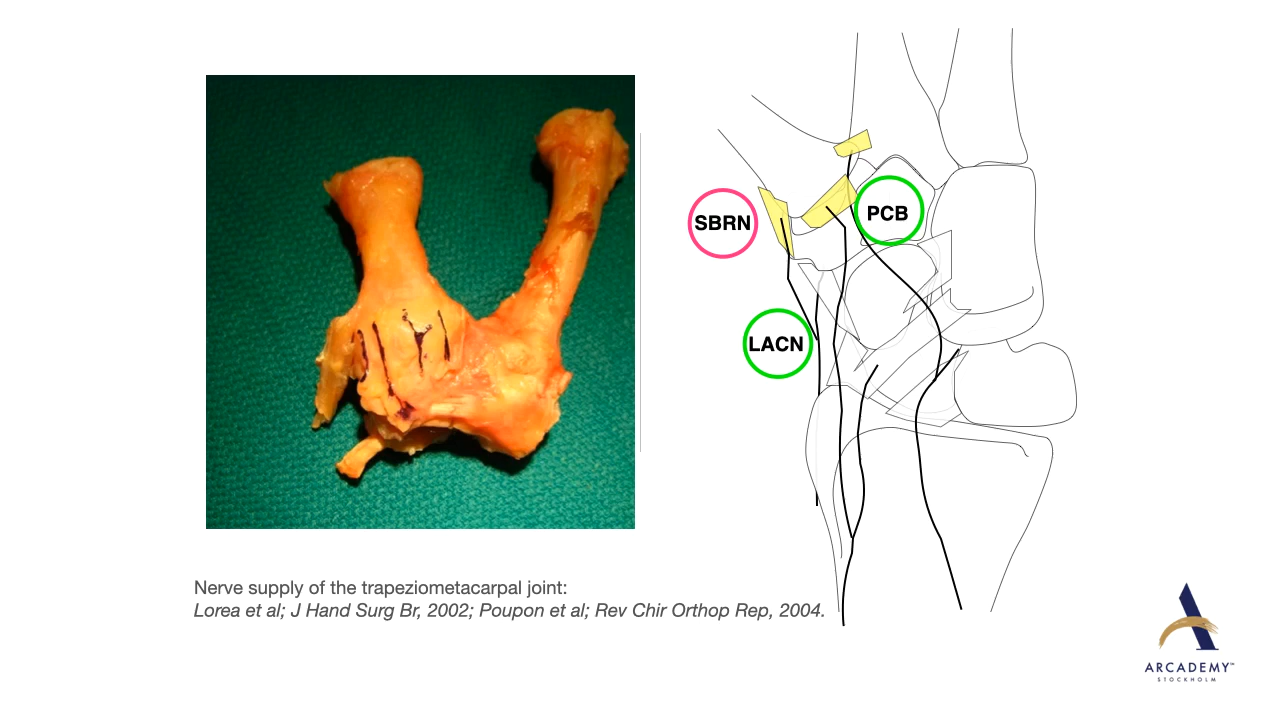 SBRN
PCB
LACN
Nerve supply of the trapeziometacarpal joint:
Lorea et al; J Hand Surg Br, 2002; Poupon et al; Rev Chir Orthop Rep, 2004.
ARCADEMY™
STOCKHOLM